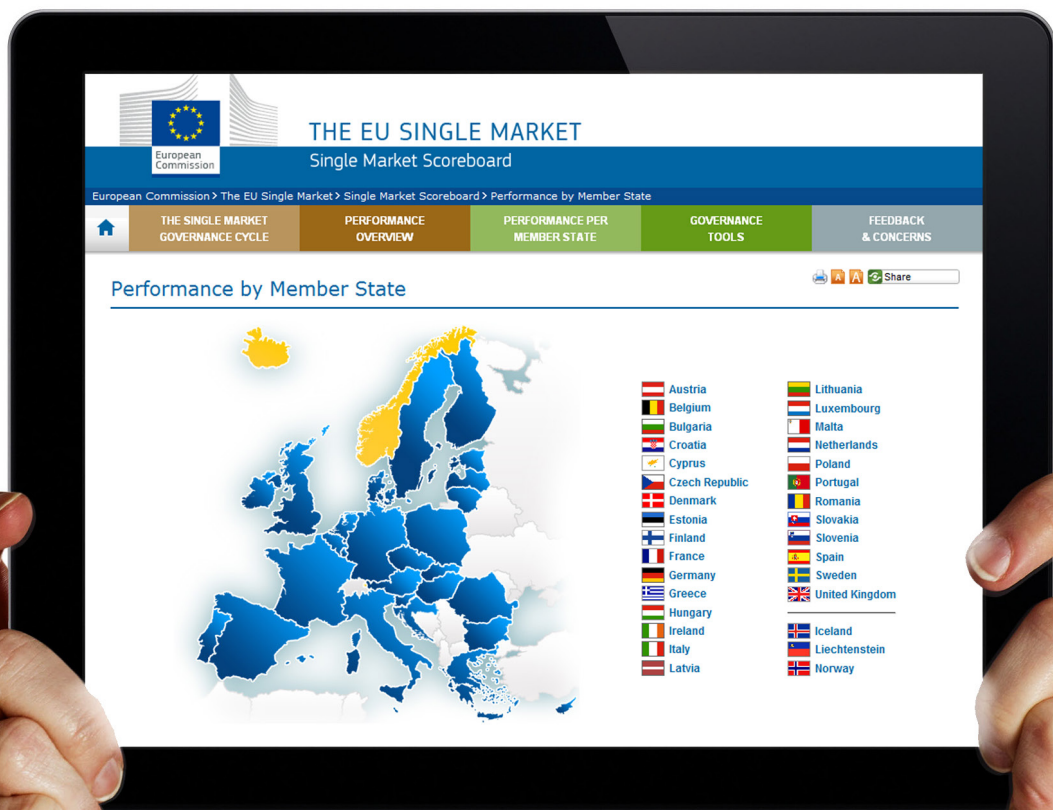 European
Commission
THE EU SINGLE MARKET
Single Market Scoreboard
European Commission > The EU Single Market > Single Market Scoreboard > Performance by Member State
THE SINGLE MARKET
GOVERNANCE CYCLE
PERFORMANCE
OVERVIEW
PERFORMANCE PER
MEMBER STATE
GOVERNANCE
TOOLS
FEEDBACK
& CONCERNS
A A Share
Performance by Member State
Austria
Belgium
Bulgaria
Croatia
Cyprus
Czech Republic
Denmark
Estonia
Finland
France
Germany
Greece
Hungary
Ireland
Italy
Latvia
Lithuania
Luxembourg
Malta
Netherlands
Poland
Portugal
Romania
Slovakia
Slovenia
Spain
Sweden
United Kingdom
Iceland
Liechtenstein
Norway